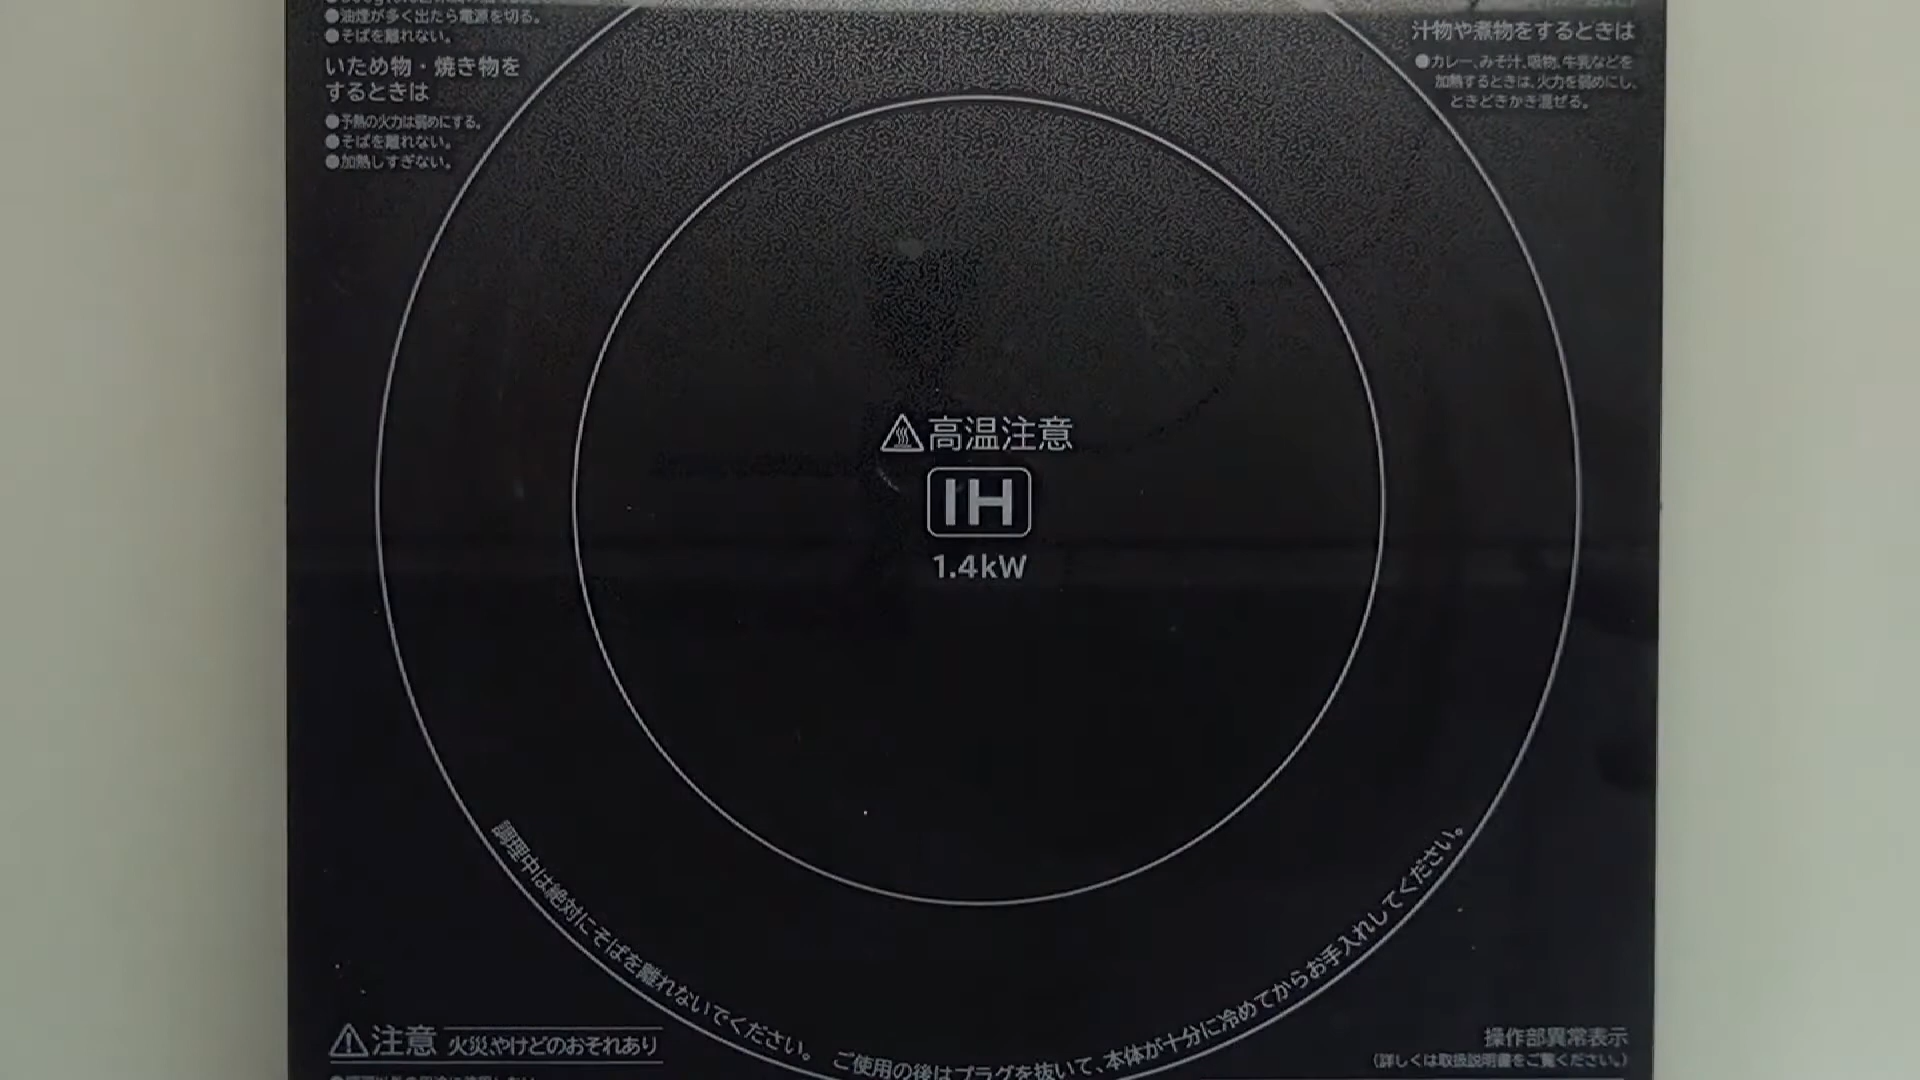 ●油煙が多く出たら電源を切る。
●そばを離れない。
いため物・焼き物を
するときは
●予熱の火力は弱めにする。
●そばを離れない。
●加熱しすぎない。
汁物や煮物をするときは
●カレー、みそ汁、吸物、牛乳などを
加熱するときは、火力を弱めにし、
ときどきかき混ぜる。
高温注意
IH
1.4kW
調理中は絶対にそばを離れないでください。
ご使用の後はプラグを抜いて、本体が十分に冷めてからお手入れしてください。
注意 火災やけどのおそれあり
操作部異常表示
(詳しくは取扱説明書をご覧ください。)